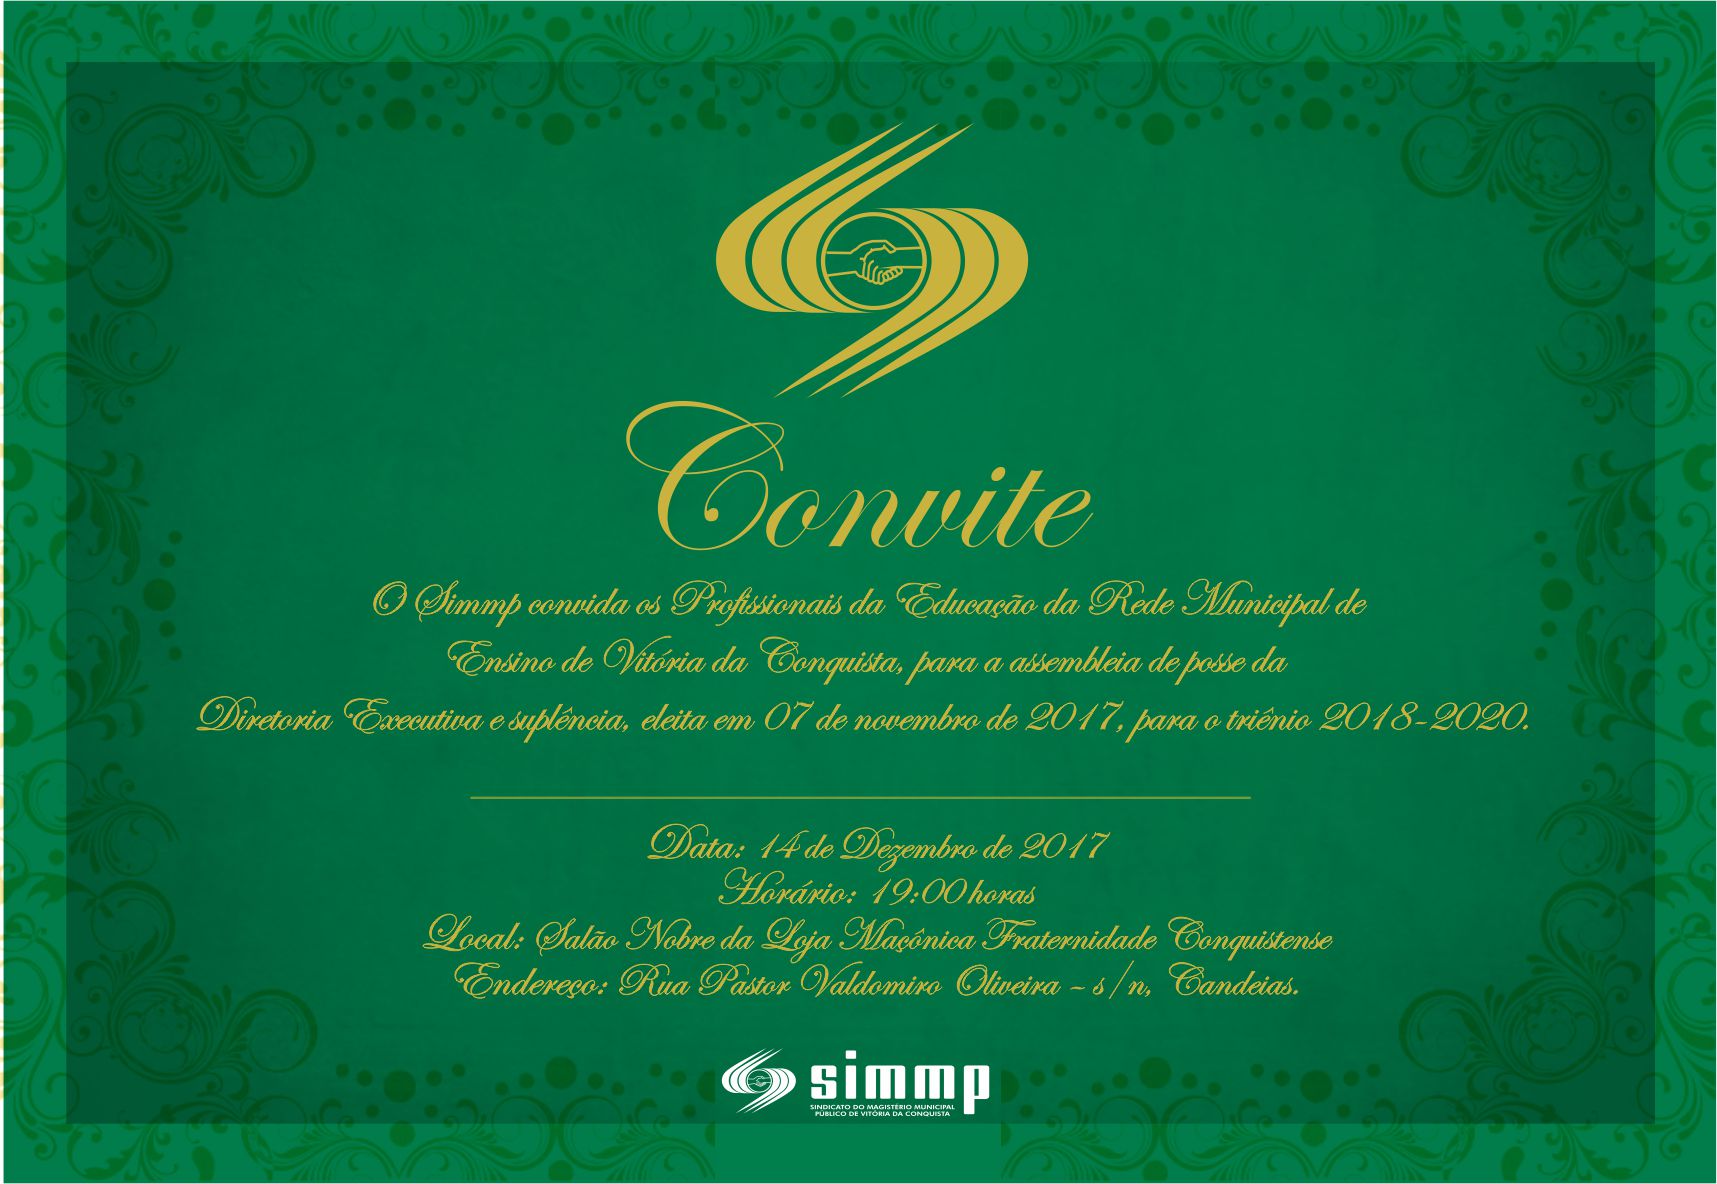 Convite
O Simmp convida os Profissionais da Educação da Rede Municipal de
Ensino de Vitória da Conquista, para a assembleia de posse da
Diretoria Executiva e suplência, eleita em 07 de novembro de 2017, para o triênio 2018-2020.
Data: 14 de Dezembro de 2017
Horário: 19:00 horas
Local: Salão Nobre da Loja Maçônica Fraternidade Conquistense
Endereço: Rua Pastor Valdomiro Oliveira - s/n, Candeias.
simmp
SINDICATO DO MAGISTÉRIO MUNICIPAL
PÚBLICO DE VITÓRIA DA CONQUISTA